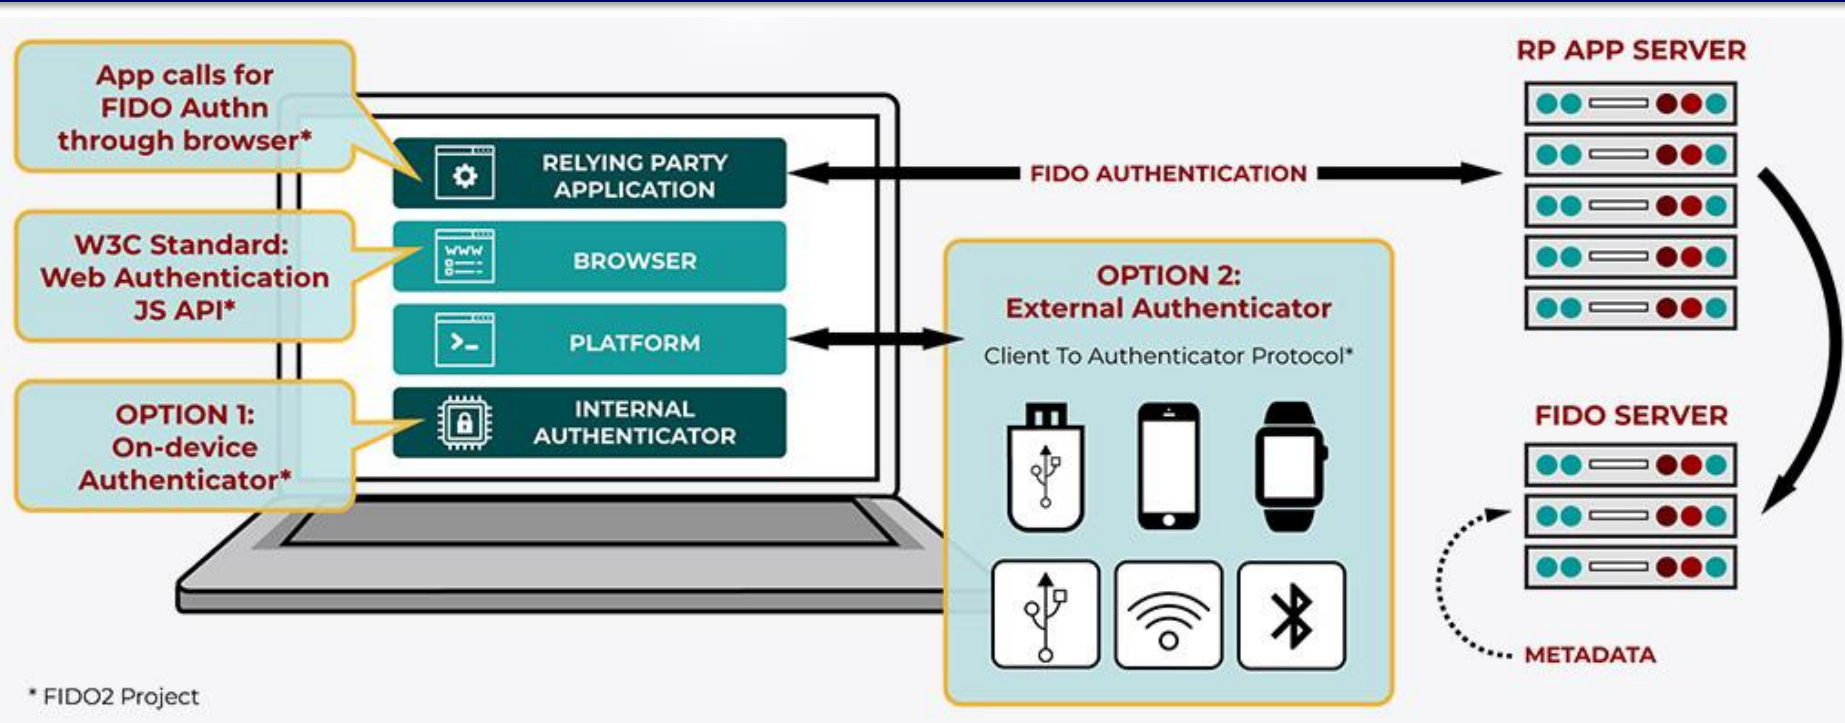 App calls for
FIDO Authn
through browser*
W3C Standard:
Web Authentication
JS API*
OPTION 1:
On-device
Authenticator*
RELYING PARTY
APPLICATION
WWW
BROWSER
>_
PLATFORM
INTERNAL
AUTHENTICATOR
FIDO AUTHENTICATION
OPTION 2:
External Authenticator
Client To Authenticator Protocol*
RP APP SERVER
FIDO SERVER
METADATA
* FIDO2 Project